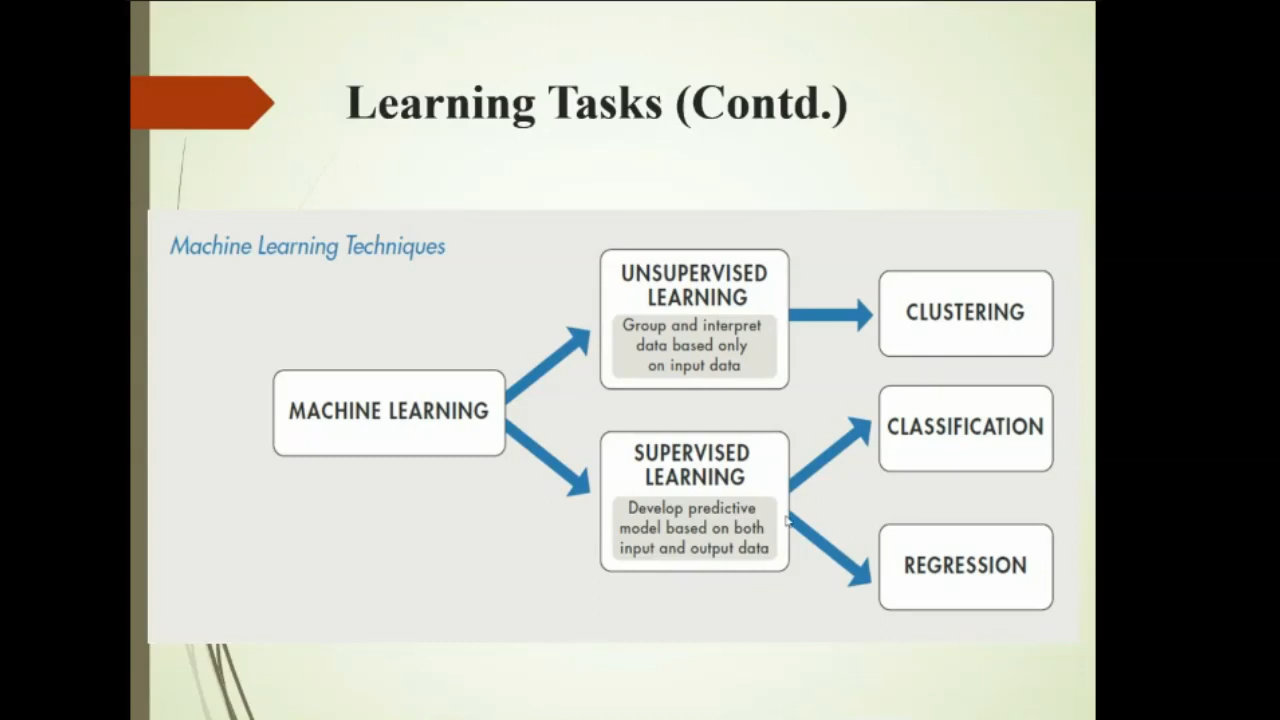 Learning Tasks (Contd.)
Machine Learning Techniques
UNSUPERVISED
LEARNING
Group and interpret
data based only
on input data
CLUSTERING
MACHINE LEARNING
CLASSIFICATION
SUPERVISED
LEARNING
Develop predictive
model based on both
input and output data
REGRESSION